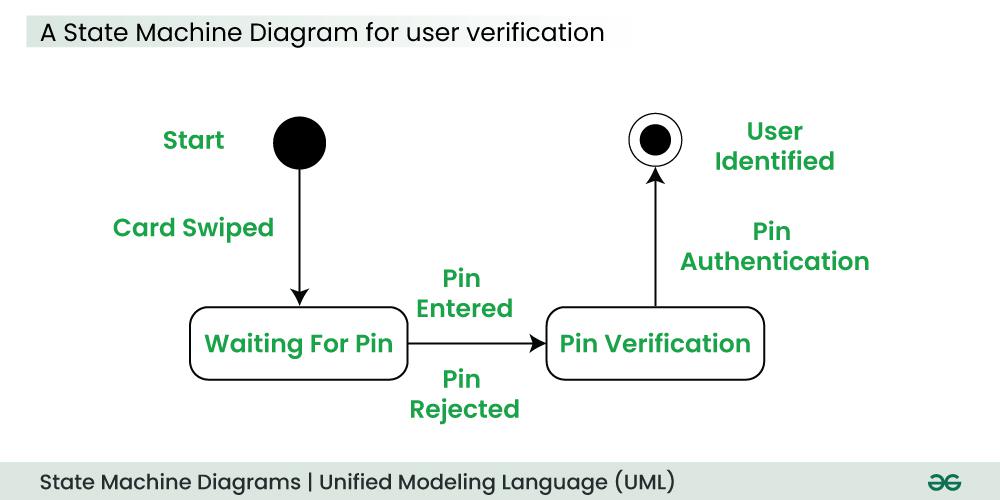 A State Machine Diagram for user verification
Start
User
Identified
Card Swiped
Pin
Authentication
Pin
Entered
Waiting For Pin
Pin Verification
Pin
Rejected
State Machine Diagrams | Unified Modeling Language (UML)